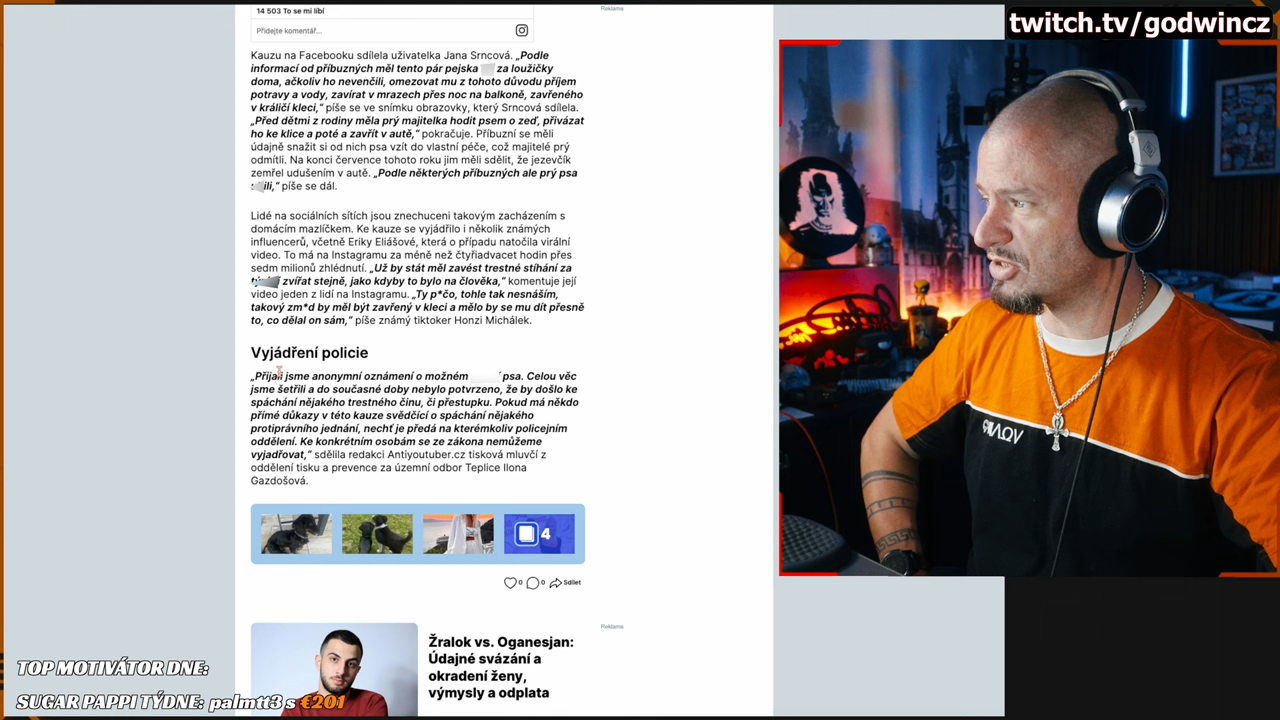 14 503 To se mi líbí
Přidejte komentář...
Kauzu na Facebooku sdílela uživatelka Jana Srncová. „Podle
informací od příbuzných měl tento pár pejska za loužičky
doma, ačkoliv ho nevenčili, omezovat mu z tohoto důvodu příjem
potravy a vody, zavírat v mrazech přes noc na balkoně, zavřeného
v králičí kleci,“ píše se ve snímku obrazovky, který Srncová sdílela.
„Před dětmi z rodiny měla prý majitelka hodit psem o zeď, přivázat
ho ke klice a poté a zavřít v autě,“ pokračuje. Příbuzní se měli
údajně snažit si od nich psa vzít do vlastní péče, což majitelé prý
odmítli. Na konci července tohoto roku jim měli sdělit, že jezevčík
zemřel udušením v autě. „Podle některých příbuzných ale prý psa
píše se dál.
Lidé na sociálních sítích jsou znechuceni takovým zacházením s
domácím mazlíčkem. Ke kauze se vyjádřilo i několik známých
influencerů, včetně Eriky Eliášové, která o případu natočila virální
video. To má na Instagramu za méně než čtyřiadvacet hodin přes
sedm milionů zhlédnutí. „Už by stát měl zavést trestné stíhání za
zvířat stejně, jako kdyby to bylo na člověka,“ komentuje její
video jeden z lidí na Instagramu. „Ty p*čo, tohle tak nesnáším,
takový zm*d by měl být zavřený v kleci a mělo by se mu dít přesně
to, co dělal on sám,“ píše známý tiktoker Honzi Michálek.
Vyjádření policie
„Přijali jsme anonymní oznámení o možném psa. Celou věc
jsme šetřili a do současné doby nebylo potvrzeno, že by došlo ke
spáchání nějakého trestného činu, či přestupku. Pokud má někdo
přímé důkazy v této kauze svědčící o spáchání nějakého
protiprávního jednání, nechť je předá na kterémkoliv policejním
oddělení. Ke konkrétním osobám se ze zákona nemůžeme
vyjadřovat,“ sdělila redakci Antiyoutuber.cz tisková mluvčí z
oddělení tisku a prevence za územní odbor Teplice Ilona
Gazdošová.
4
0 0 Sdílet
Žralok vs. Oganesjan:
Údajné svázání a
okradení ženy,
výmysly a odplata
Reklama
Reklama
twitch.tv/godwincz
TOP MOTIVÁTOR DNE:
SUGAR PAPPI TÝDNE: palmtt3 s €201